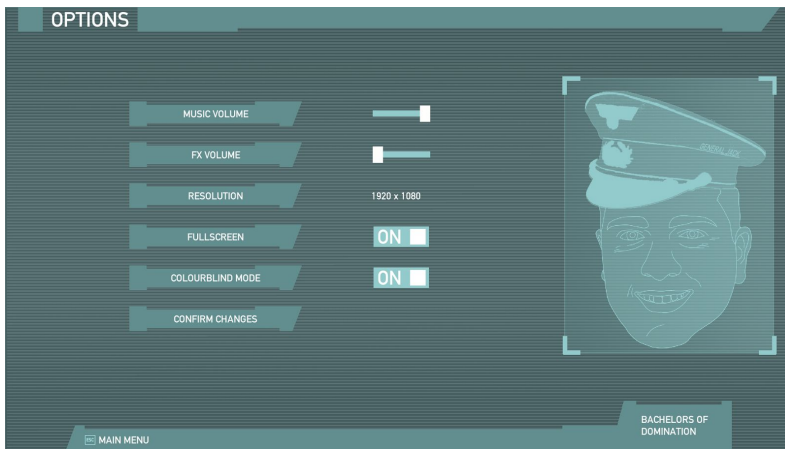 OPTIONS
MUSIC VOLUME
FX VOLUME
RESOLUTION 1920 x 1080
FULLSCREEN ON
COLOURBLIND MODE ON
CONFIRM CHANGES
BACHELORS OF
DOMINATION
ESC MAIN MENU